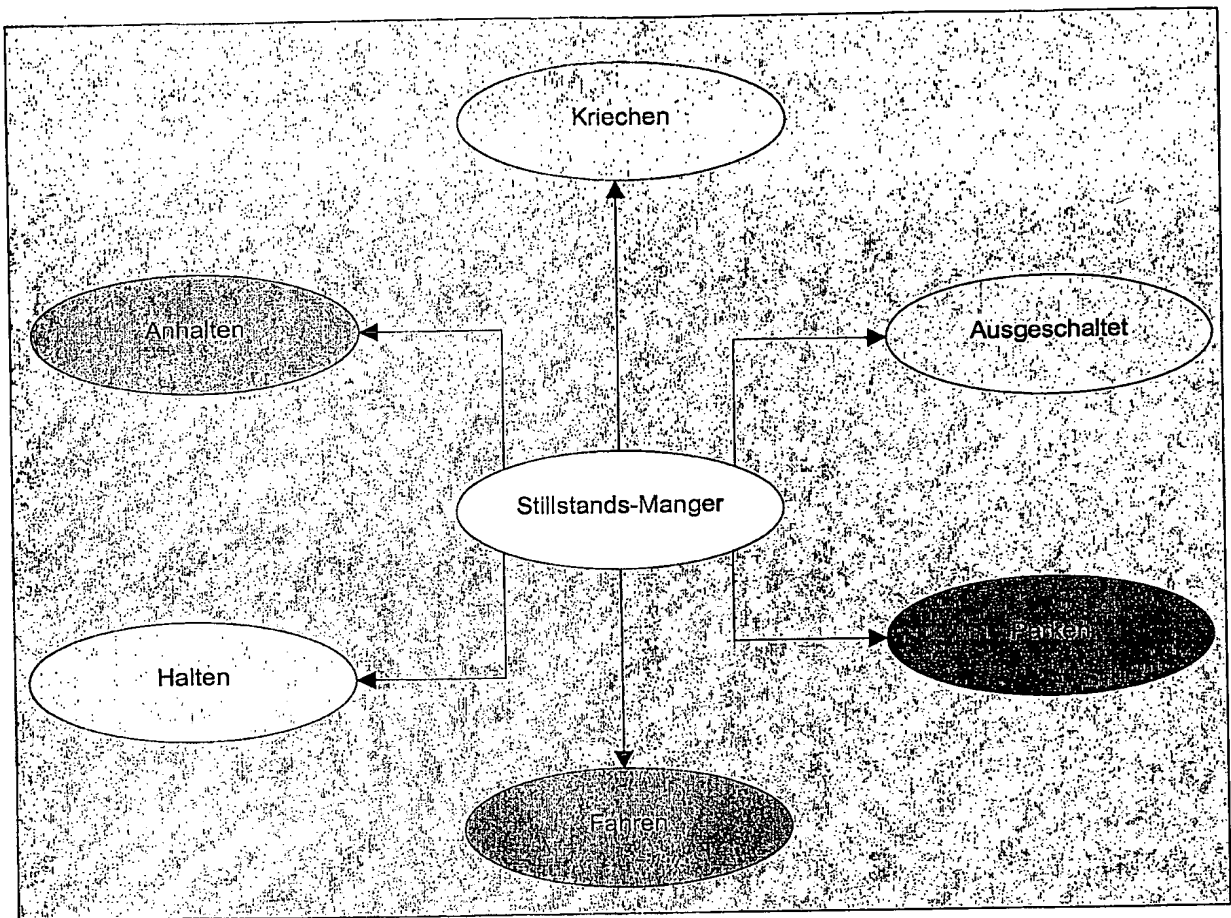 Kriechen
Anhalten
Ausgeschaltet
Stillstands-Manger
Parken
Halten
Fahren